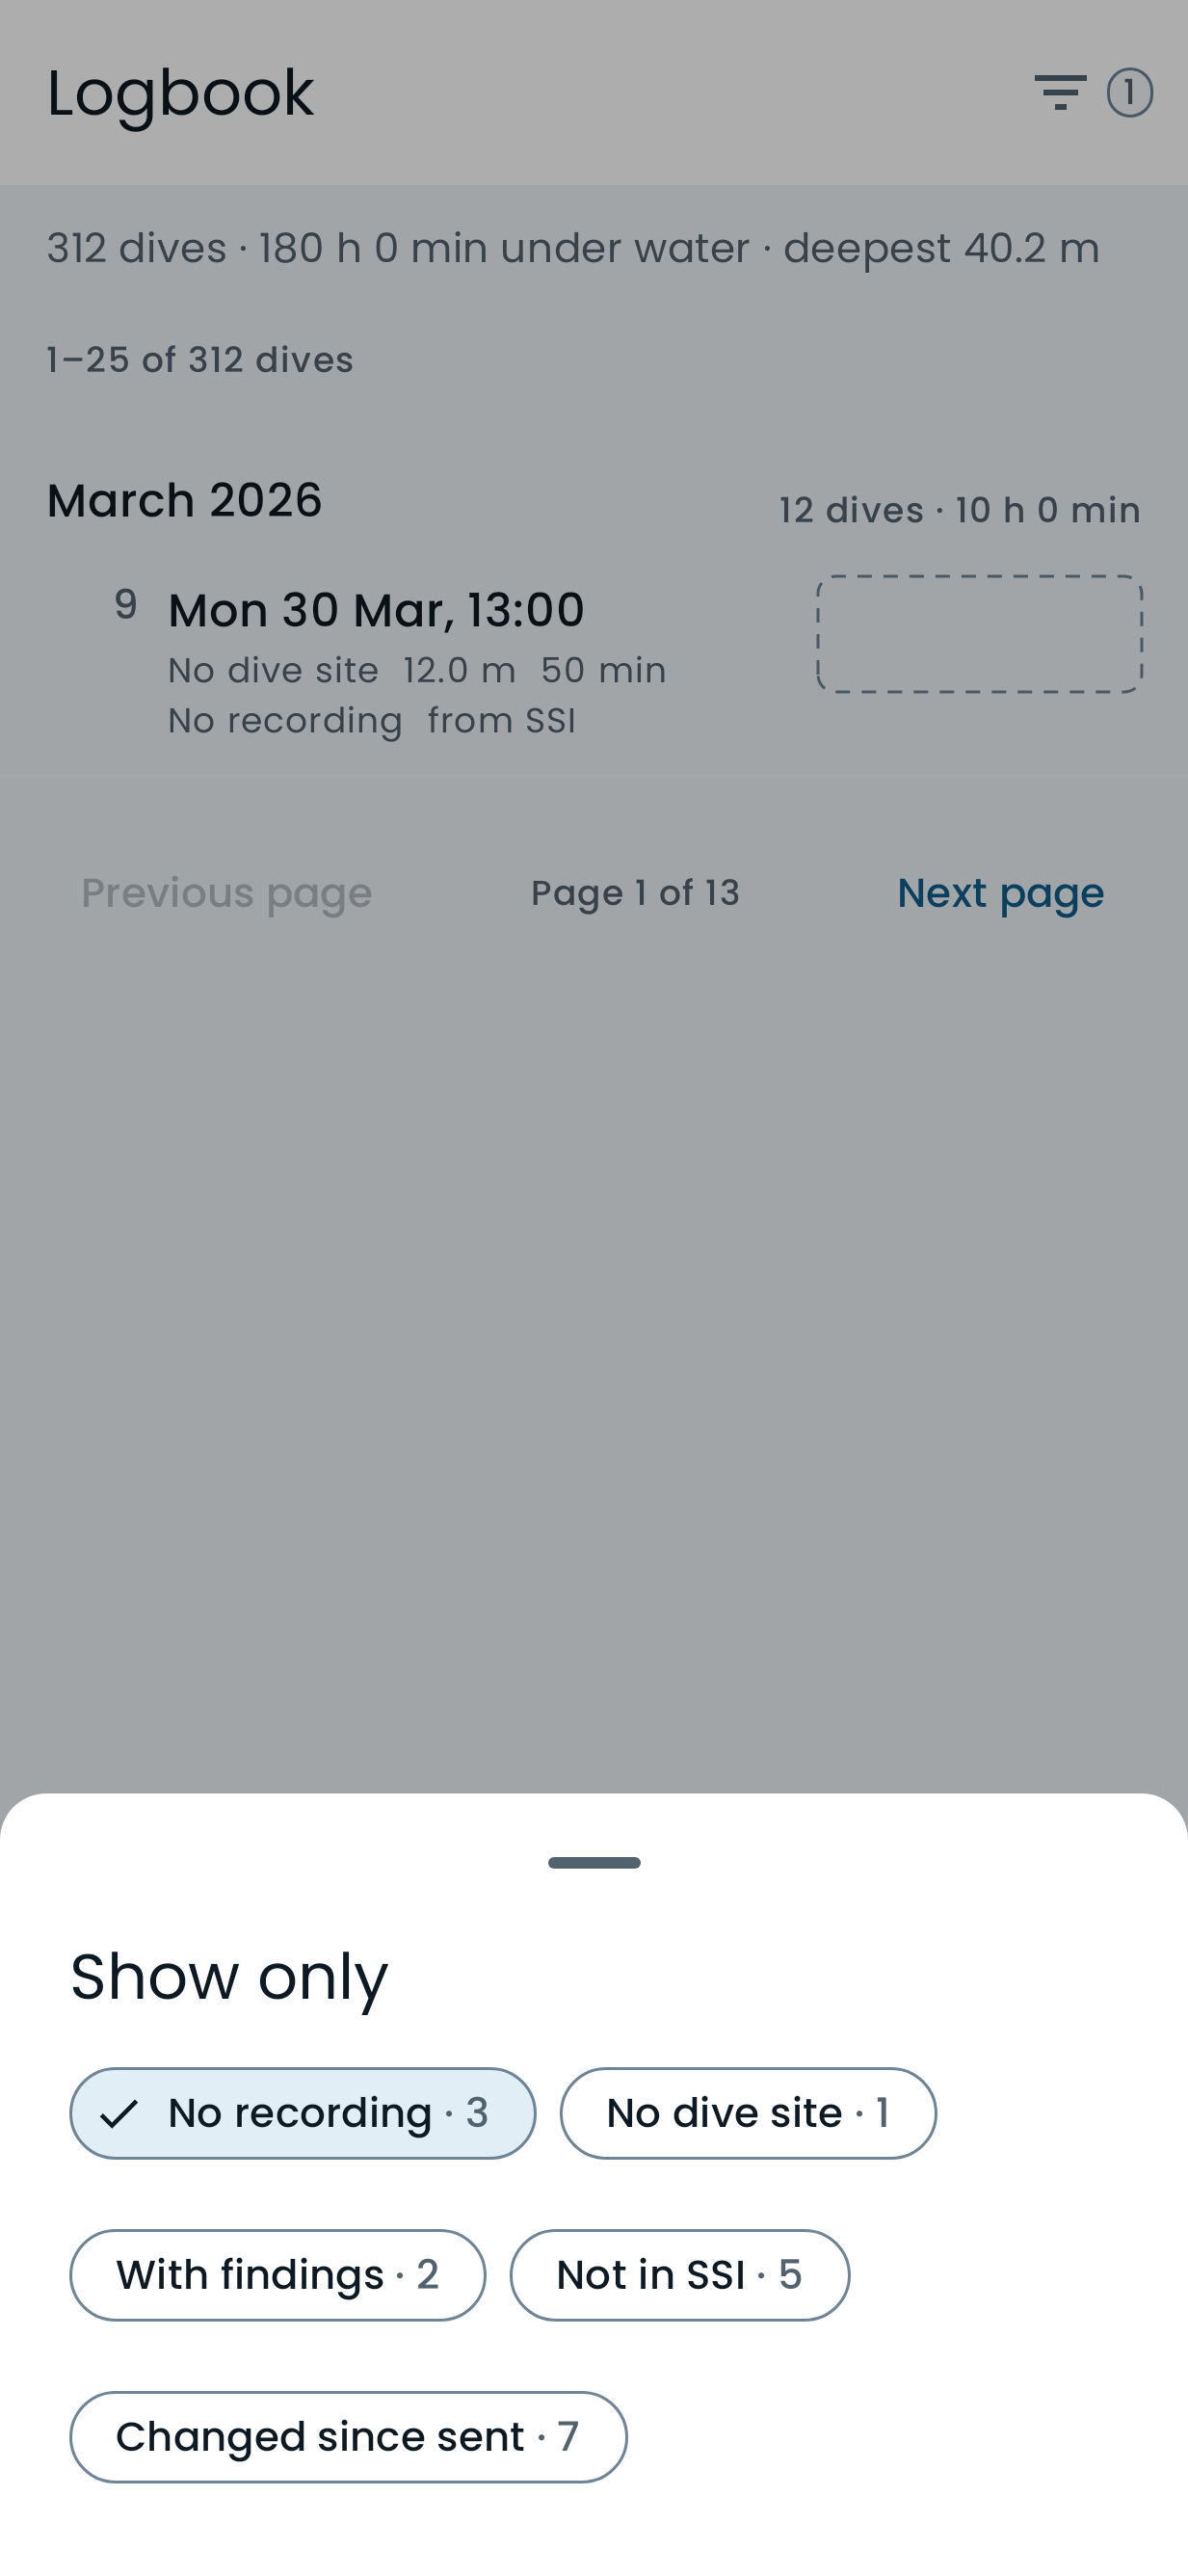 Logbook
1
312 dives · 180 h 0 min under water · deepest 40.2 m
1–25 of 312 dives
March 2026
12 dives · 10 h 0 min
9
Mon 30 Mar, 13:00
No dive site 12.0 m 50 min
No recording from SSI
Previous page
Page 1 of 13
Next page
Show only
No recording · 3
No dive site · 1
With findings · 2
Not in SSI · 5
Changed since sent · 7